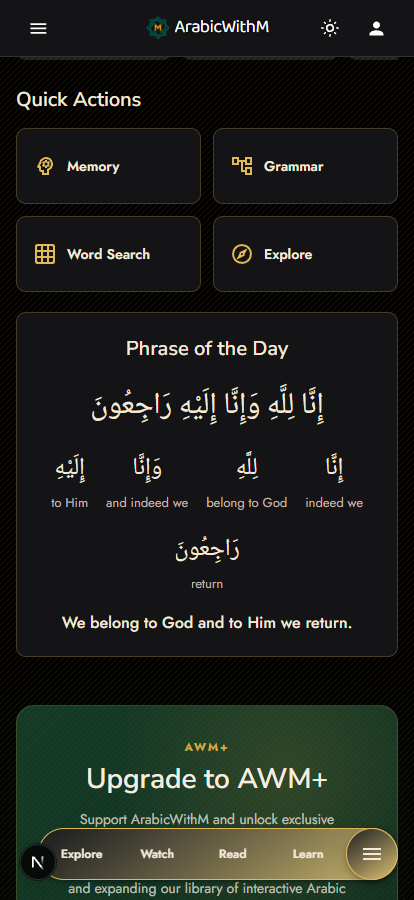 ArabicWithM
Quick Actions
Memory
Grammar
Word Search
Explore
Phrase of the Day
إِنَّا لِلَّهِ وَإِنَّا إِلَيْهِ رَاجِعُونَ
إِنَّا لِلَّهِ وَإِنَّا إِلَيْهِ
indeed we belong to God and indeed we to Him
رَاجِعُونَ
return
We belong to God and to Him we return.
AWM+
Upgrade to AWM+
Support ArabicWithM and unlock exclusive
Explore Watch Read Learn
and expanding our library of interactive Arabic